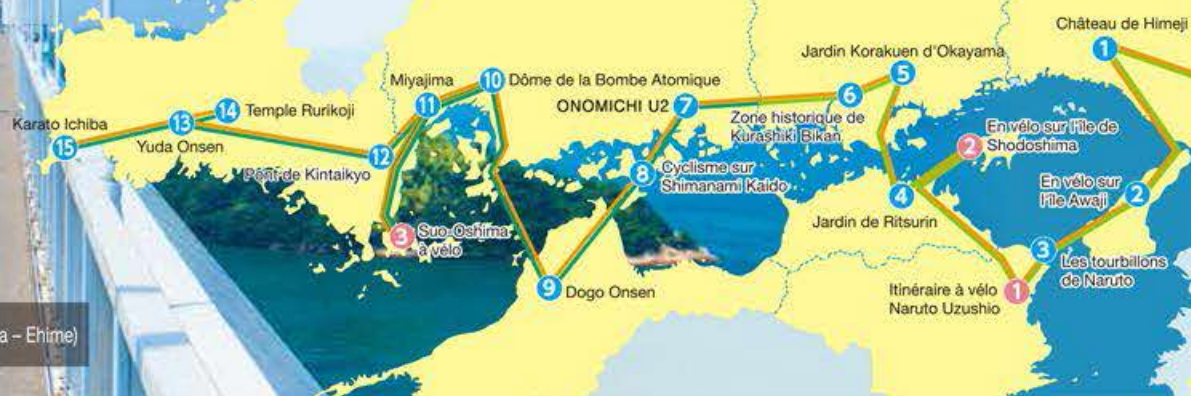 Château de Himeji
1
Jardin Korakuen d'Okayama
5
Miyajima
10
Dôme de la Bombe Atomique
11
ONOMICHI U2
7
6
Zone historique de
Kurashiki Bikan
14
Temple Rurikoji
13
Karato Ichiba
15
Yuda Onsen
12
Pont de Kintaikyo
2
En vélo sur l'île de
Shodoshima
8
Cyclisme sur
Shimanami Kaido
En vélo sur
l'île Awaji
2
4
Jardin de Ritsurin
3
Suo-Oshima
à vélo
3
Les tourbillons
de Naruto
9
Dogo Onsen
Itinéraire à vélo
Naruto Uzushio
1
a – Ehime)